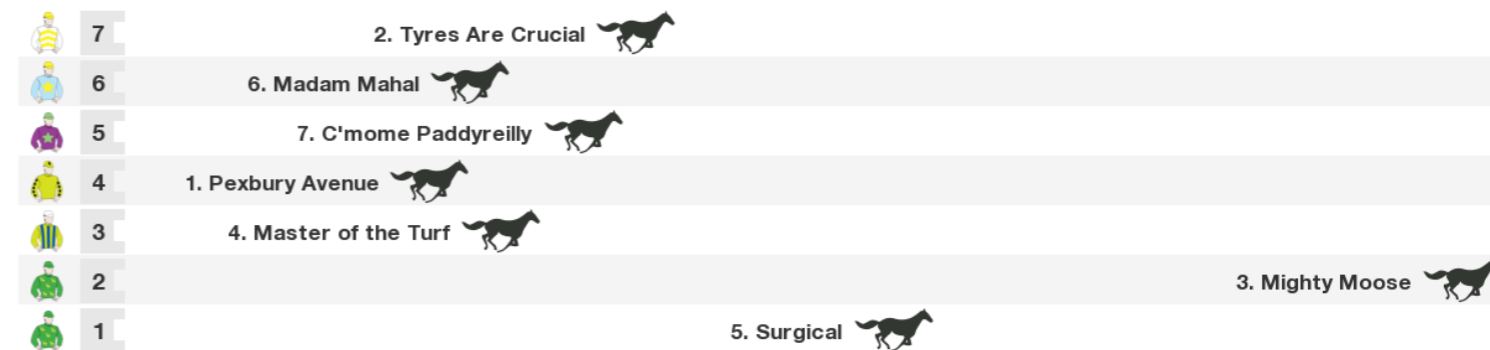 7 2. Tyres Are Crucial
6 6. Madam Mahal
5 7. C'mome Paddyreilly
4 1. Pexbury Avenue
3 4. Master of the Turf
2 3. Mighty Moose
1 5. Surgical